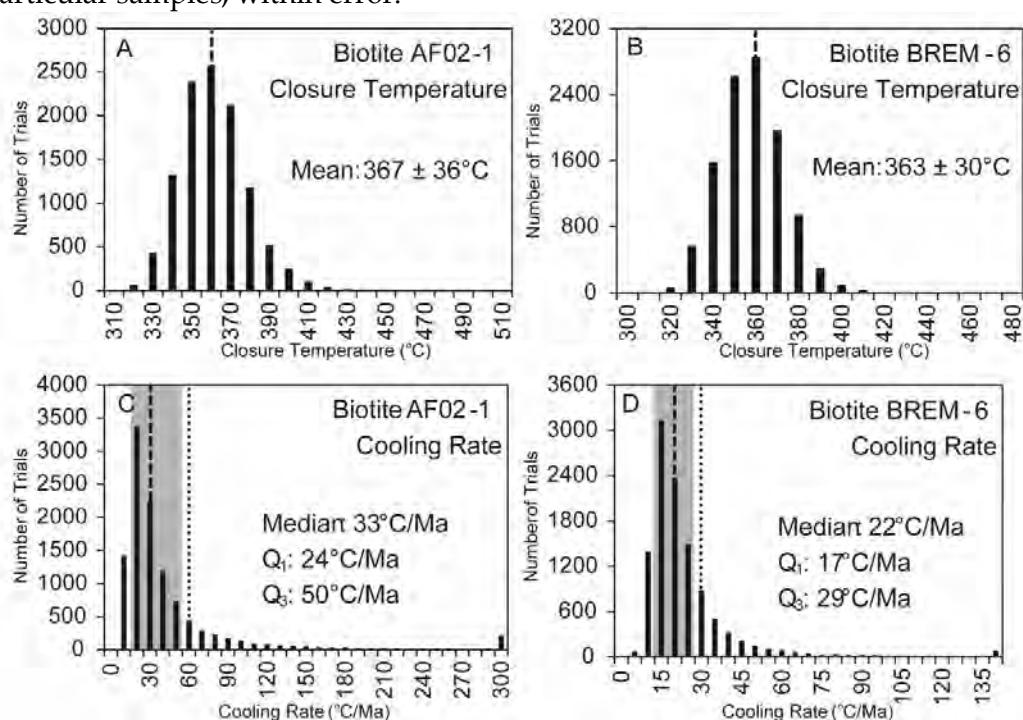 particular samples, within error.
A
Biotite AF02-1
Closure Temperature
Mean: 367 ± 36°C
Number of Trials
3000
2500
2000
1500
1000
500
0
310 330 350 370 390 410 430 450 470 490 510
Closure Temperature (°C)
B
Biotite BREM-6
Closure Temperature
Mean: 363 ± 30°C
Number of Trials
3200
2400
1600
800
0
300 320 340 360 380 400 420 440 460 480
Closure Temperature (°C)
C
Biotite AF02-1
Cooling Rate
Median: 33°C/Ma
Q1: 24°C/Ma
Q3: 50°C/Ma
Number of Trials
4000
3500
3000
2500
2000
1500
1000
500
0
0 30 60 90 120 150 180 210 240 270 300
Cooling Rate (°C/Ma)
D
Biotite BREM-6
Cooling Rate
Median: 22°C/Ma
Q1: 17°C/Ma
Q3: 29°C/Ma
Number of Trials
3600
3000
2400
1800
1200
600
0
0 15 30 45 60 75 90 105 120 135
Cooling Rate (°C/Ma)